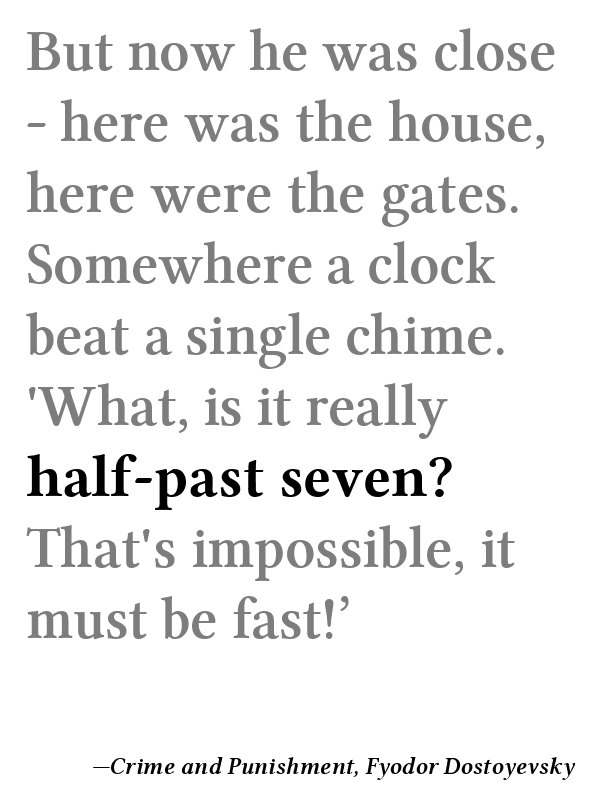 But now he was close
- here was the house,
here were the gates.
Somewhere a clock
beat a single chime.
'What, is it really
half-past seven?
That's impossible, it
must be fast!’
—Crime and Punishment, Fyodor Dostoyevsky